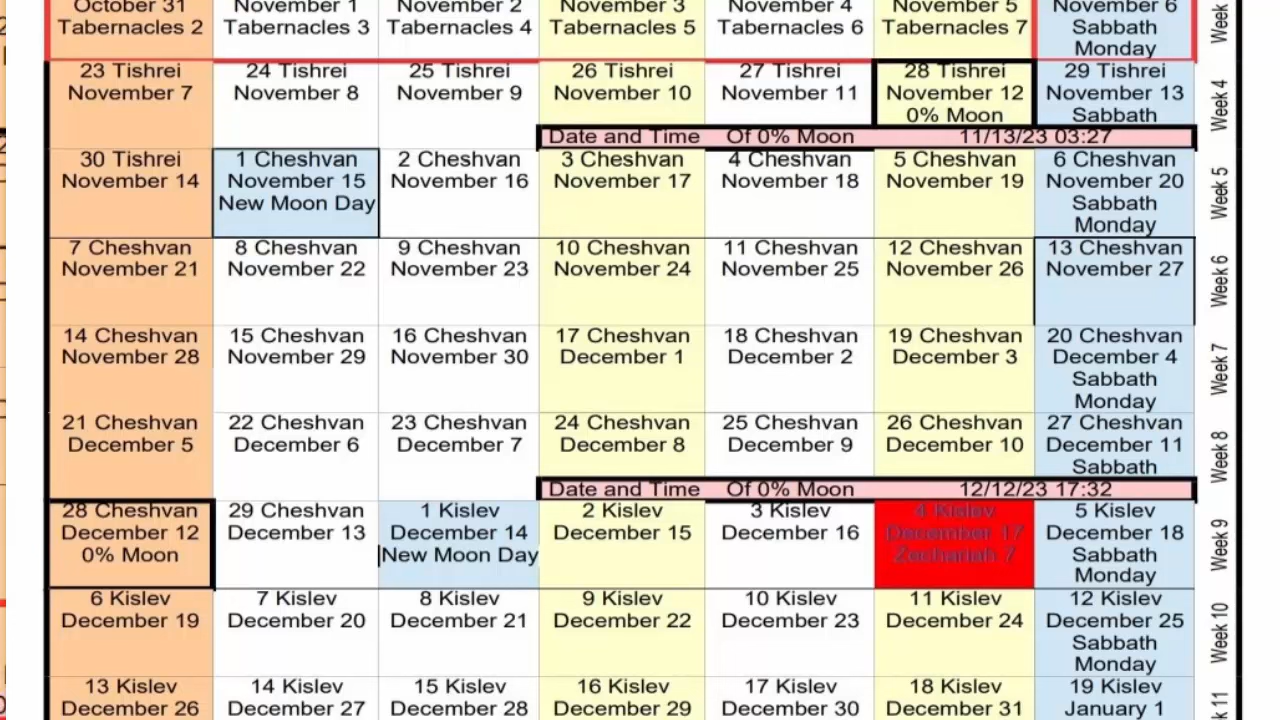 October 31
Tabernacles 2
November 1
Tabernacles 3
November 2
Tabernacles 4
November 3
Tabernacles 5
November 4
Tabernacles 6
November 5
Tabernacles 7
November 6
Sabbath
Monday
Week
23 Tishrei
November 7
24 Tishrei
November 8
25 Tishrei
November 9
26 Tishrei
November 10
27 Tishrei
November 11
28 Tishrei
November 12
0% Moon
29 Tishrei
November 13
Sabbath
Week 4
Date and Time Of 0% Moon 11/13/23 03:27
30 Tishrei
November 14
1 Cheshvan
November 15
New Moon Day
2 Cheshvan
November 16
3 Cheshvan
November 17
4 Cheshvan
November 18
5 Cheshvan
November 19
6 Cheshvan
November 20
Sabbath
Monday
Week 5
7 Cheshvan
November 21
8 Cheshvan
November 22
9 Cheshvan
November 23
10 Cheshvan
November 24
11 Cheshvan
November 25
12 Cheshvan
November 26
13 Cheshvan
November 27
Week 6
14 Cheshvan
November 28
15 Cheshvan
November 29
16 Cheshvan
November 30
17 Cheshvan
December 1
18 Cheshvan
December 2
19 Cheshvan
December 3
20 Cheshvan
December 4
Sabbath
Monday
Week 7
21 Cheshvan
December 5
22 Cheshvan
December 6
23 Cheshvan
December 7
24 Cheshvan
December 8
25 Cheshvan
December 9
26 Cheshvan
December 10
27 Cheshvan
December 11
Sabbath
Week 8
Date and Time Of 0% Moon 12/12/23 17:32
28 Cheshvan
December 12
0% Moon
29 Cheshvan
December 13
1 Kislev
December 14
New Moon Day
2 Kislev
December 15
3 Kislev
December 16
4 Kislev
December 17
Zechariah 7
5 Kislev
December 18
Sabbath
Monday
Week 9
6 Kislev
December 19
7 Kislev
December 20
8 Kislev
December 21
9 Kislev
December 22
10 Kislev
December 23
11 Kislev
December 24
12 Kislev
December 25
Sabbath
Monday
Week 10
13 Kislev
December 26
14 Kislev
December 27
15 Kislev
December 28
16 Kislev
December 29
17 Kislev
December 30
18 Kislev
December 31
19 Kislev
January 1